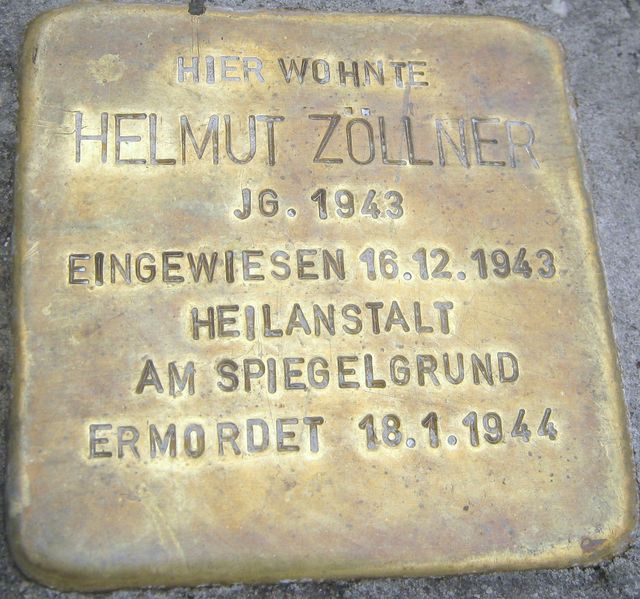 HIER WOHNTE
HELMUT ZÖLLNER
JG. 1943
EINGEWIESEN 16.12.1943
HEILANSTALT
AM SPIEGELGRUND
ERMORDET 18.1.1944